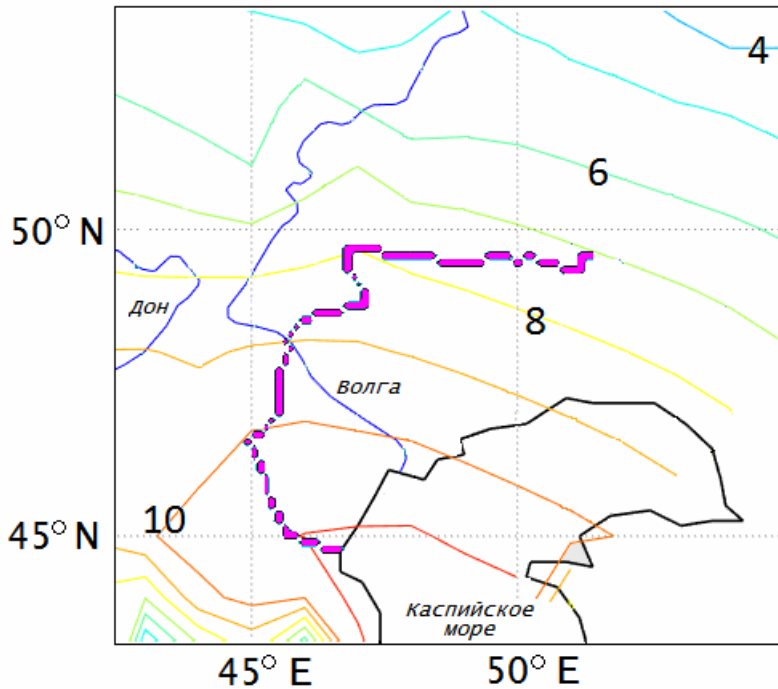 4
6
50° N
Дон
8
Волга
10
45° N
Каспийское
море
45° E
50° E